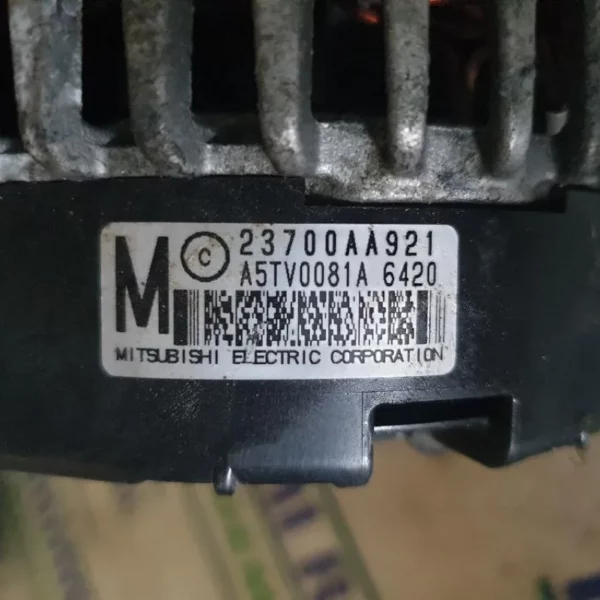 M © 23700AA921
A5TV0081A 6420
MITSUBISHI ELECTRIC CORPORATION